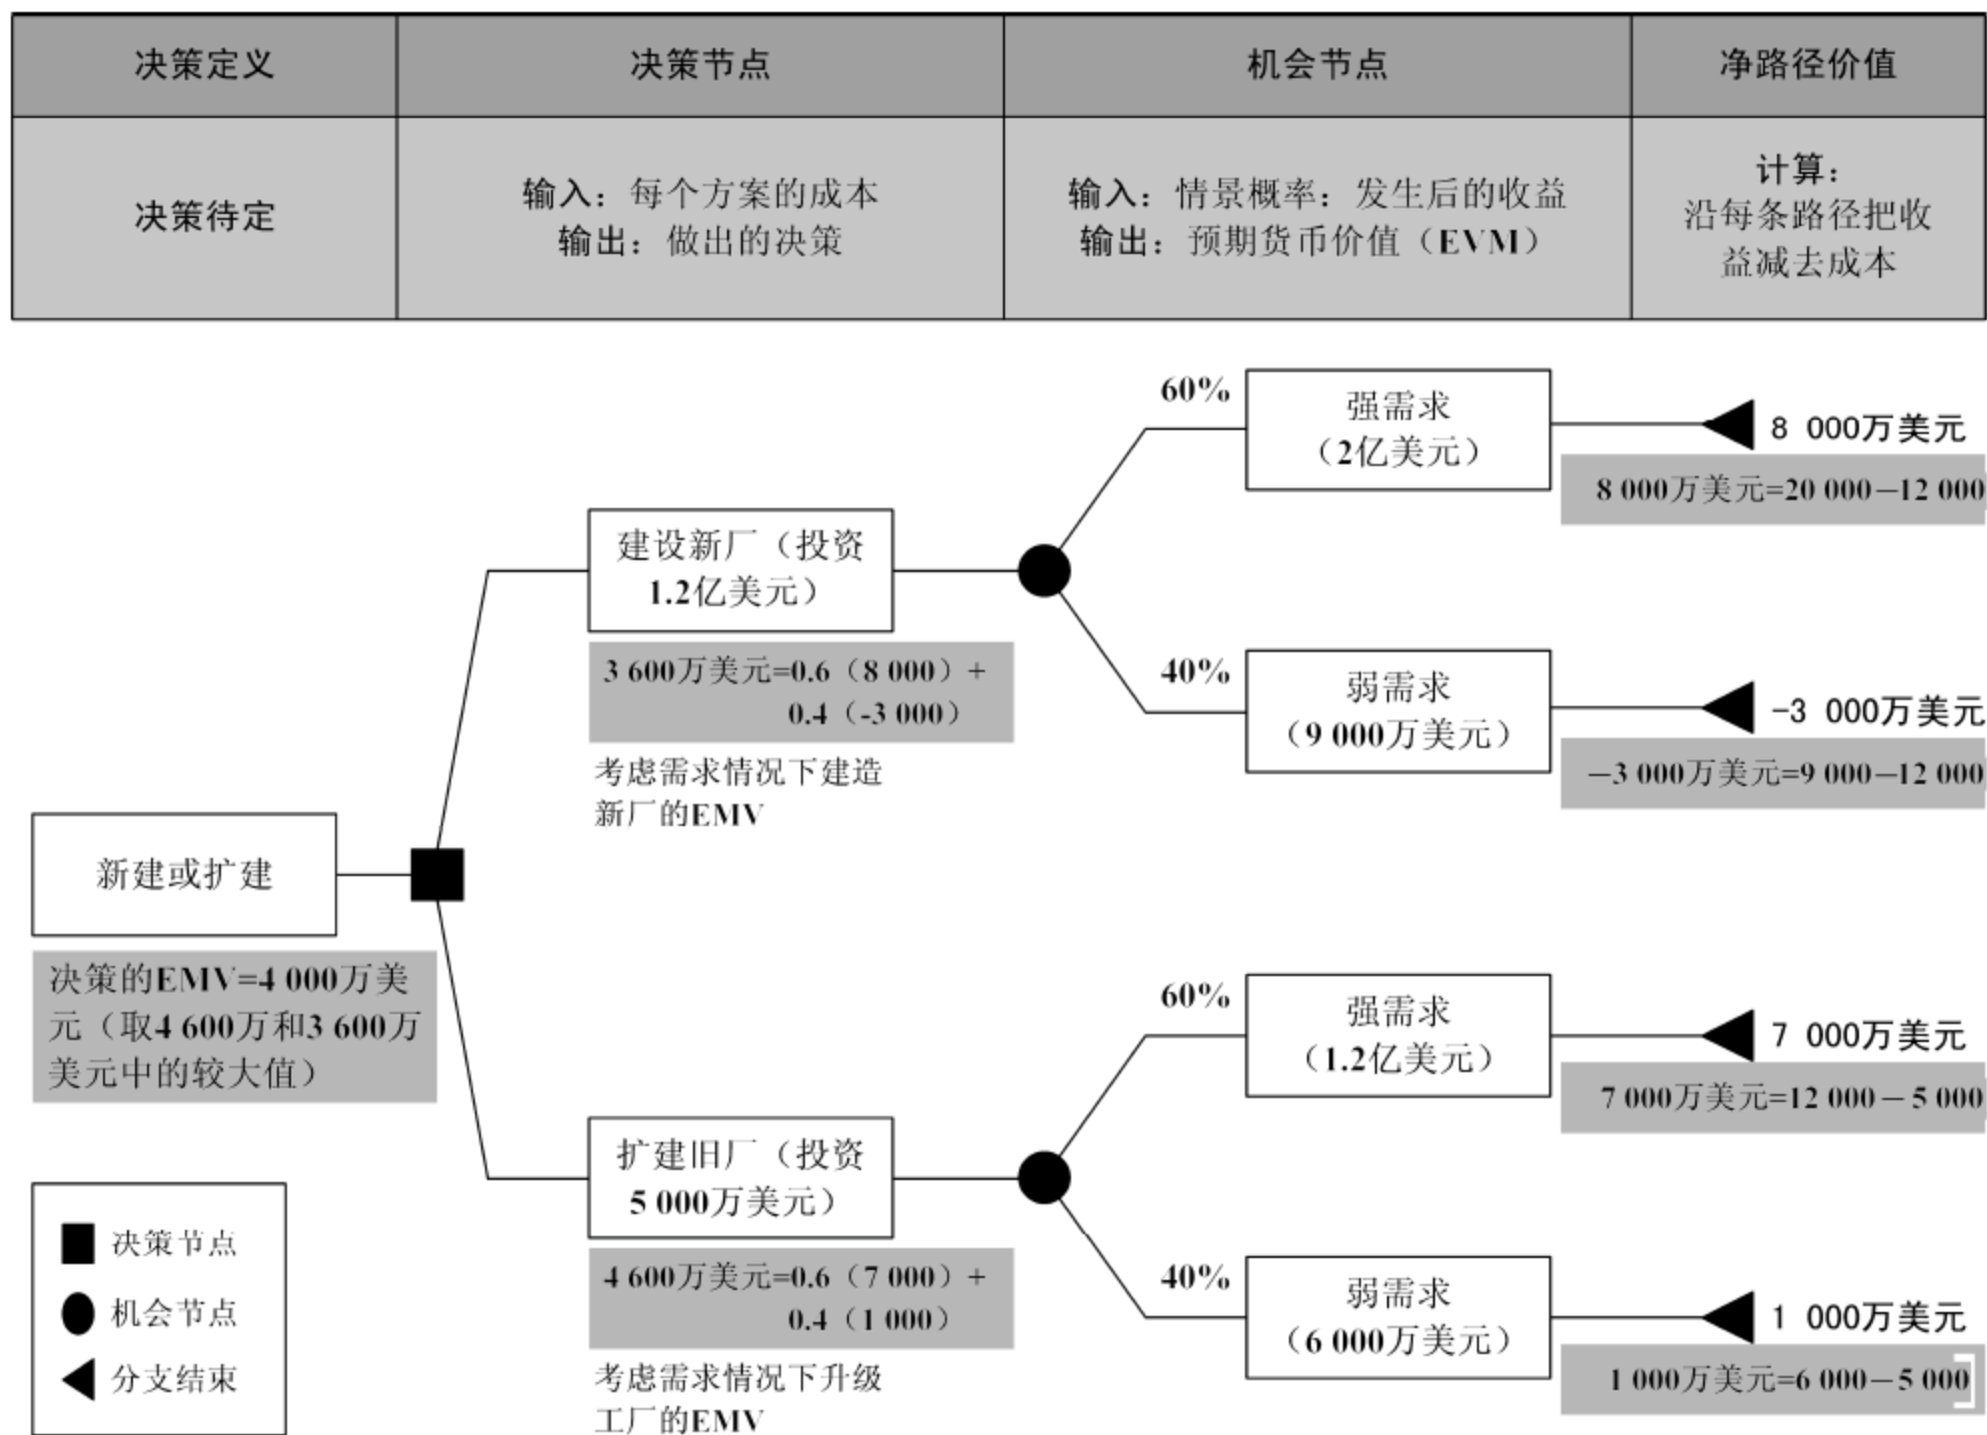 决策定义
决策节点
机会节点
净路径价值
决策待定
输入：每个方案的成本
输出：做出的决策
输入：情景概率：发生后的收益
输出：预期货币价值（EVM）
计算：
沿每条路径把收
益减去成本
60%
强需求
（2亿美元）
8 000万美元
8 000万美元=20 000—12 000
建设新厂（投资
1.2亿美元）
3 600万美元=0.6（8 000）+
0.4（-3 000）
考虑需求情况下建造
新厂的EMV
40%
弱需求
（9 000万美元）
-3 000万美元
—3 000万美元=9 000—12 000
新建或扩建
决策的EMV=4 000万美
元（取4 600万和3 600万
美元中的较大值）
60%
强需求
（1.2亿美元）
7 000万美元
7 000万美元=12 000—5 000
扩建旧厂（投资
5 000万美元）
4 600万美元=0.6（7 000）+
0.4（1 000）
考虑需求情况下升级
工厂的EMV
40%
弱需求
（6 000万美元）
1 000万美元
1 000万美元=6 000—5 000
决策节点
机会节点
分支结束